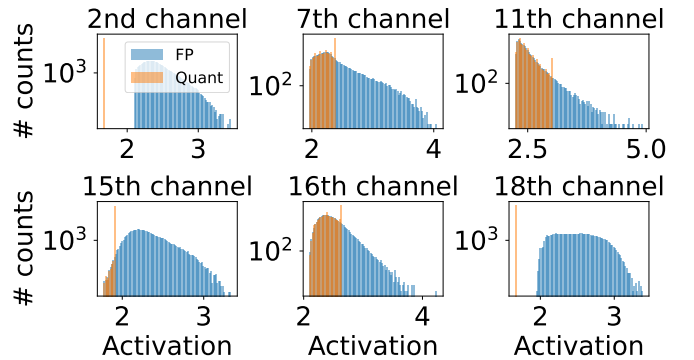 2nd channel
7th channel
11th channel
# counts
10³
FP
Quant
2
3
10²
2
4
10²
2.5
5.0
15th channel
16th channel
18th channel
# counts
10³
2
3
Activation
10²
2
4
Activation
10³
2
3
Activation